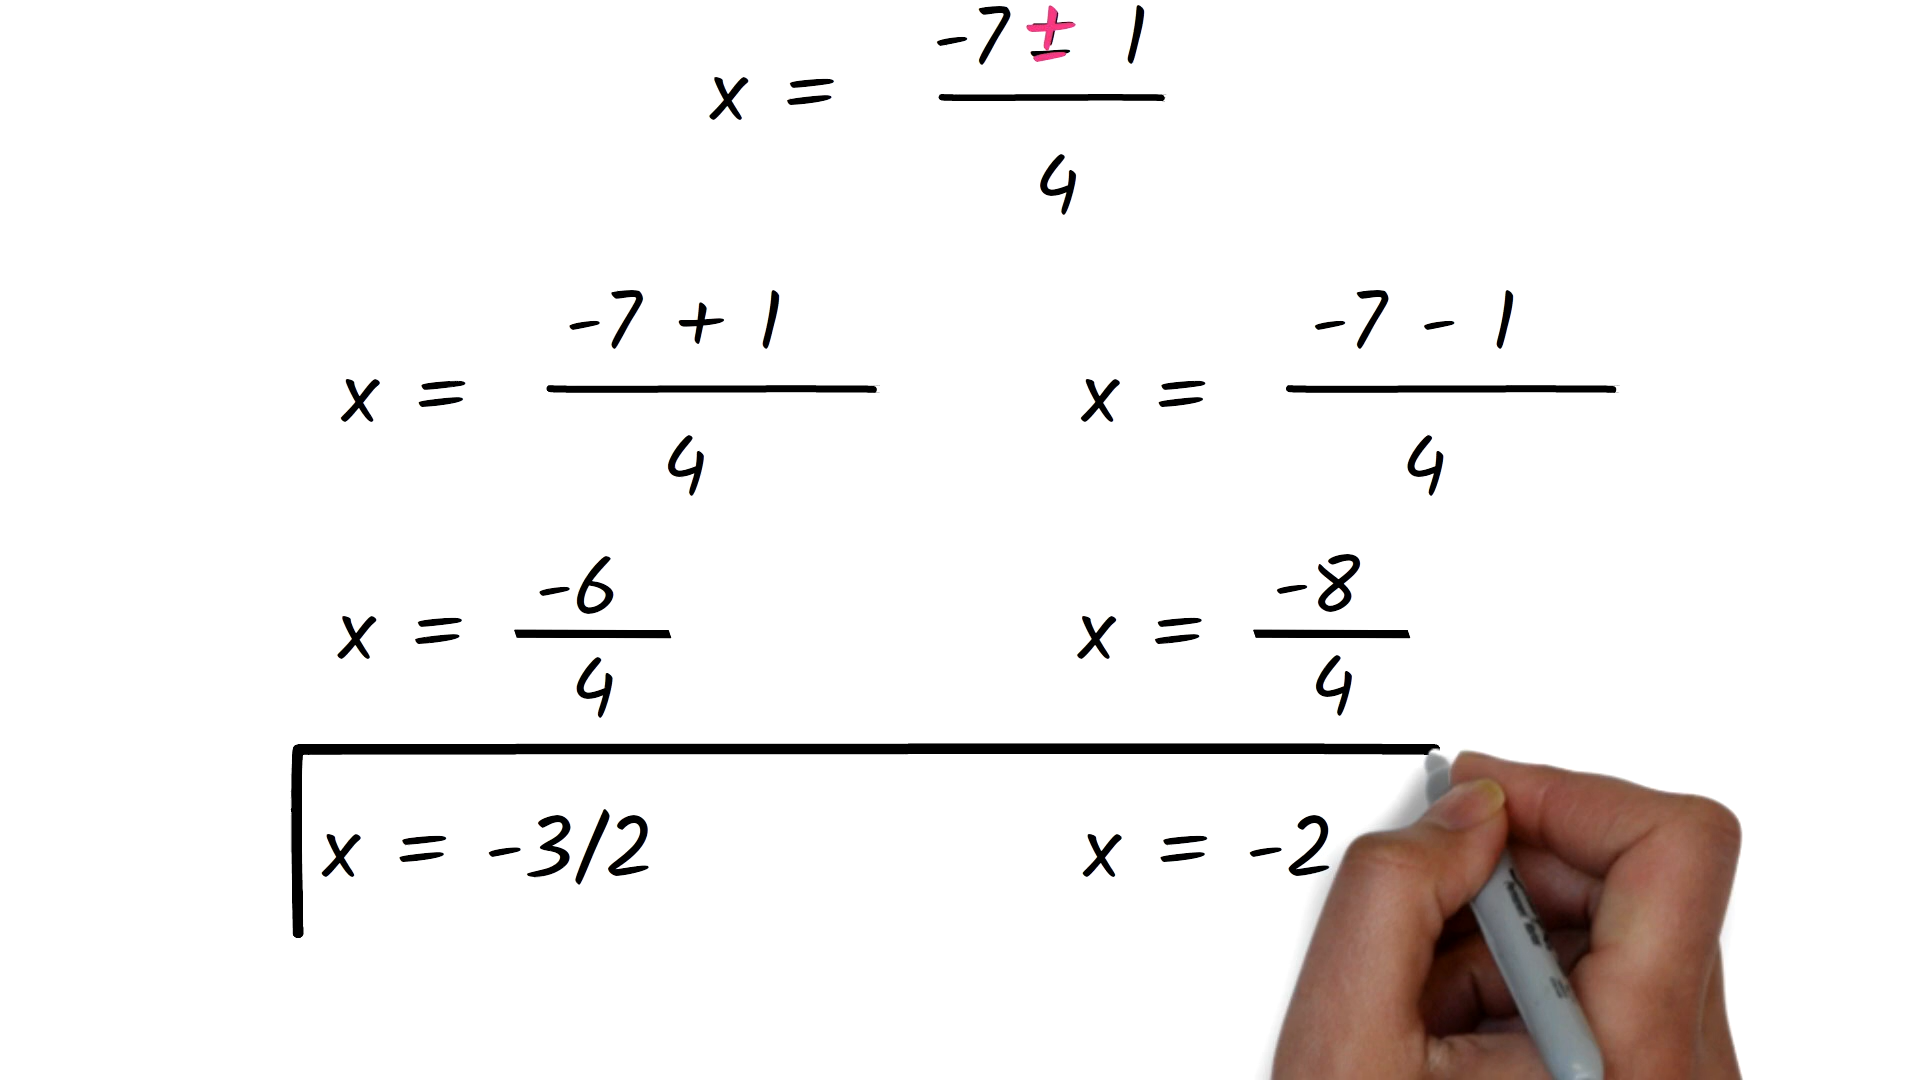 -7 ± 1
x =
4
-7 + 1
x =
4
-7 - 1
x =
4
-6
x =
4
-8
x =
4
x = -3/2
x = -2